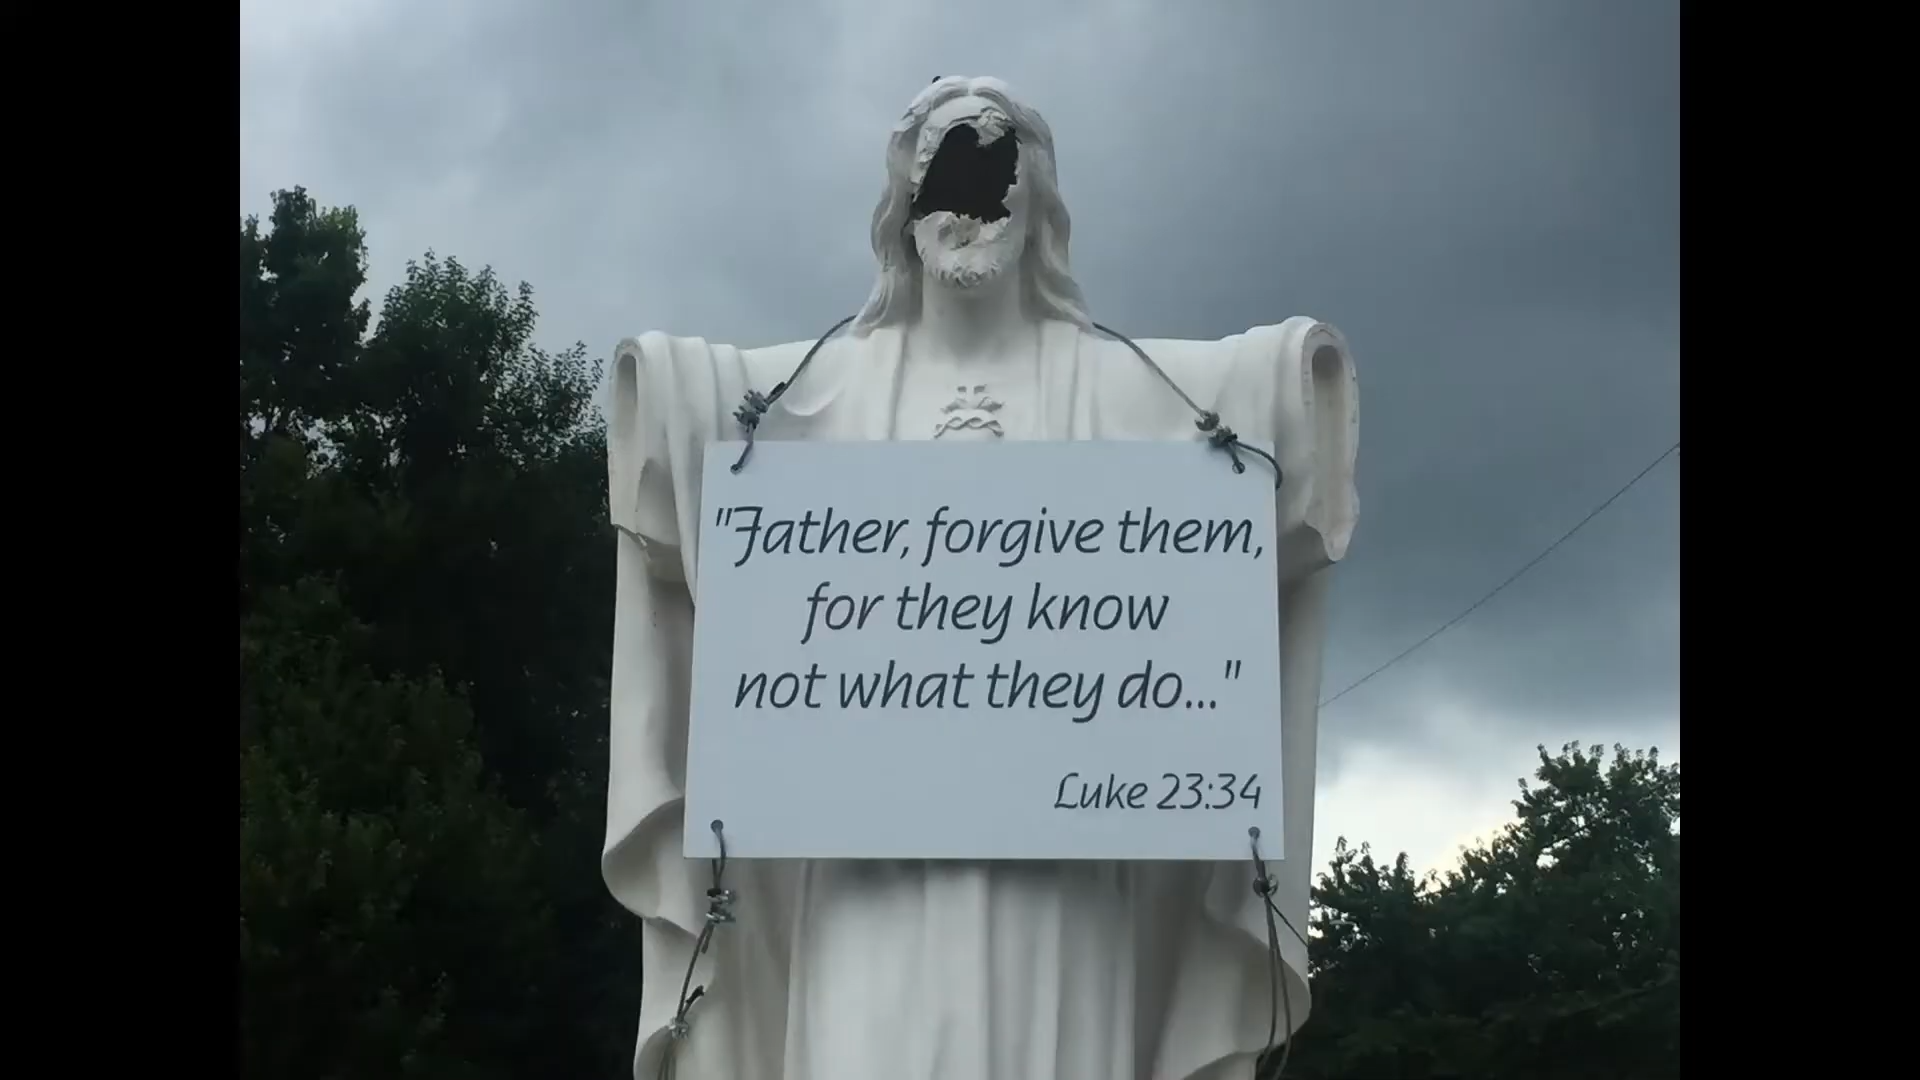 "Father, forgive them,
for they know
not what they do..."
Luke 23:34